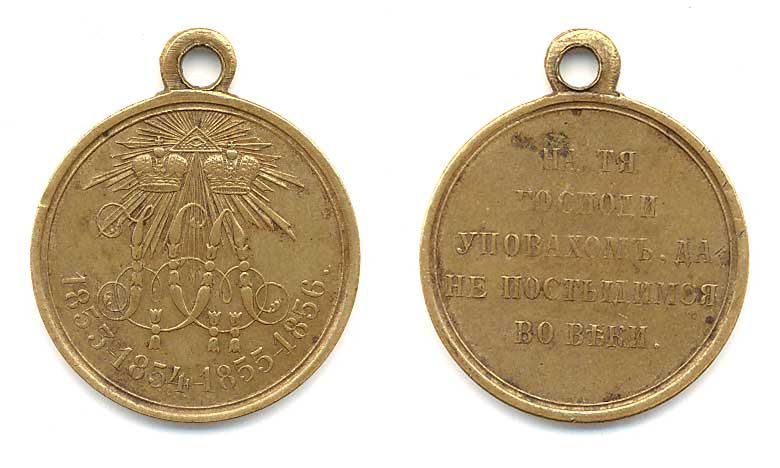 1853-1854-1855-1856.
НА ТЯ
ГОСПОДИ
УПОВАХОМЪ, ДА
НЕ ПОСТЫДИМСЯ
ВО ВѢКИ.